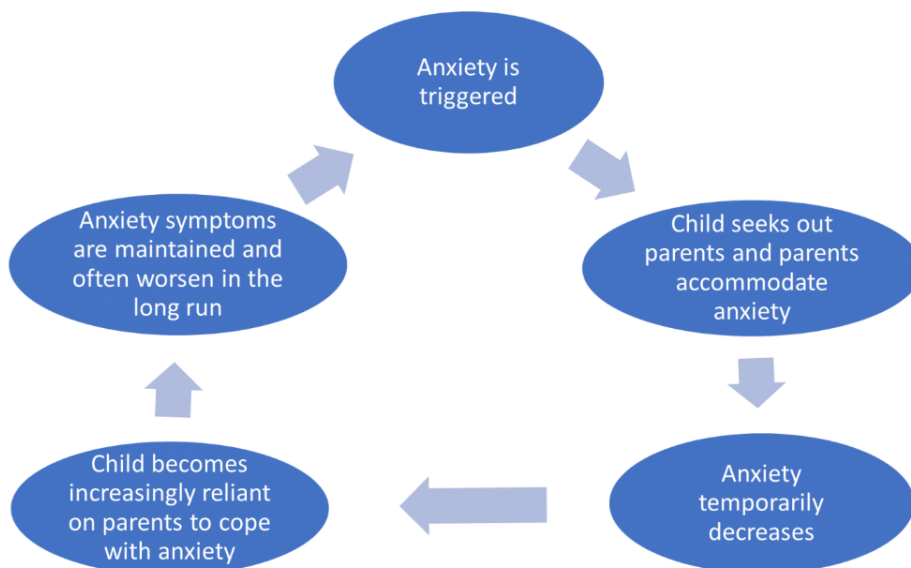 Anxiety is
triggered
Child seeks out
parents and parents
accommodate
anxiety
Anxiety
temporarily
decreases
Child becomes
increasingly reliant
on parents to cope
with anxiety
Anxiety symptoms
are maintained and
often worsen in the
long run